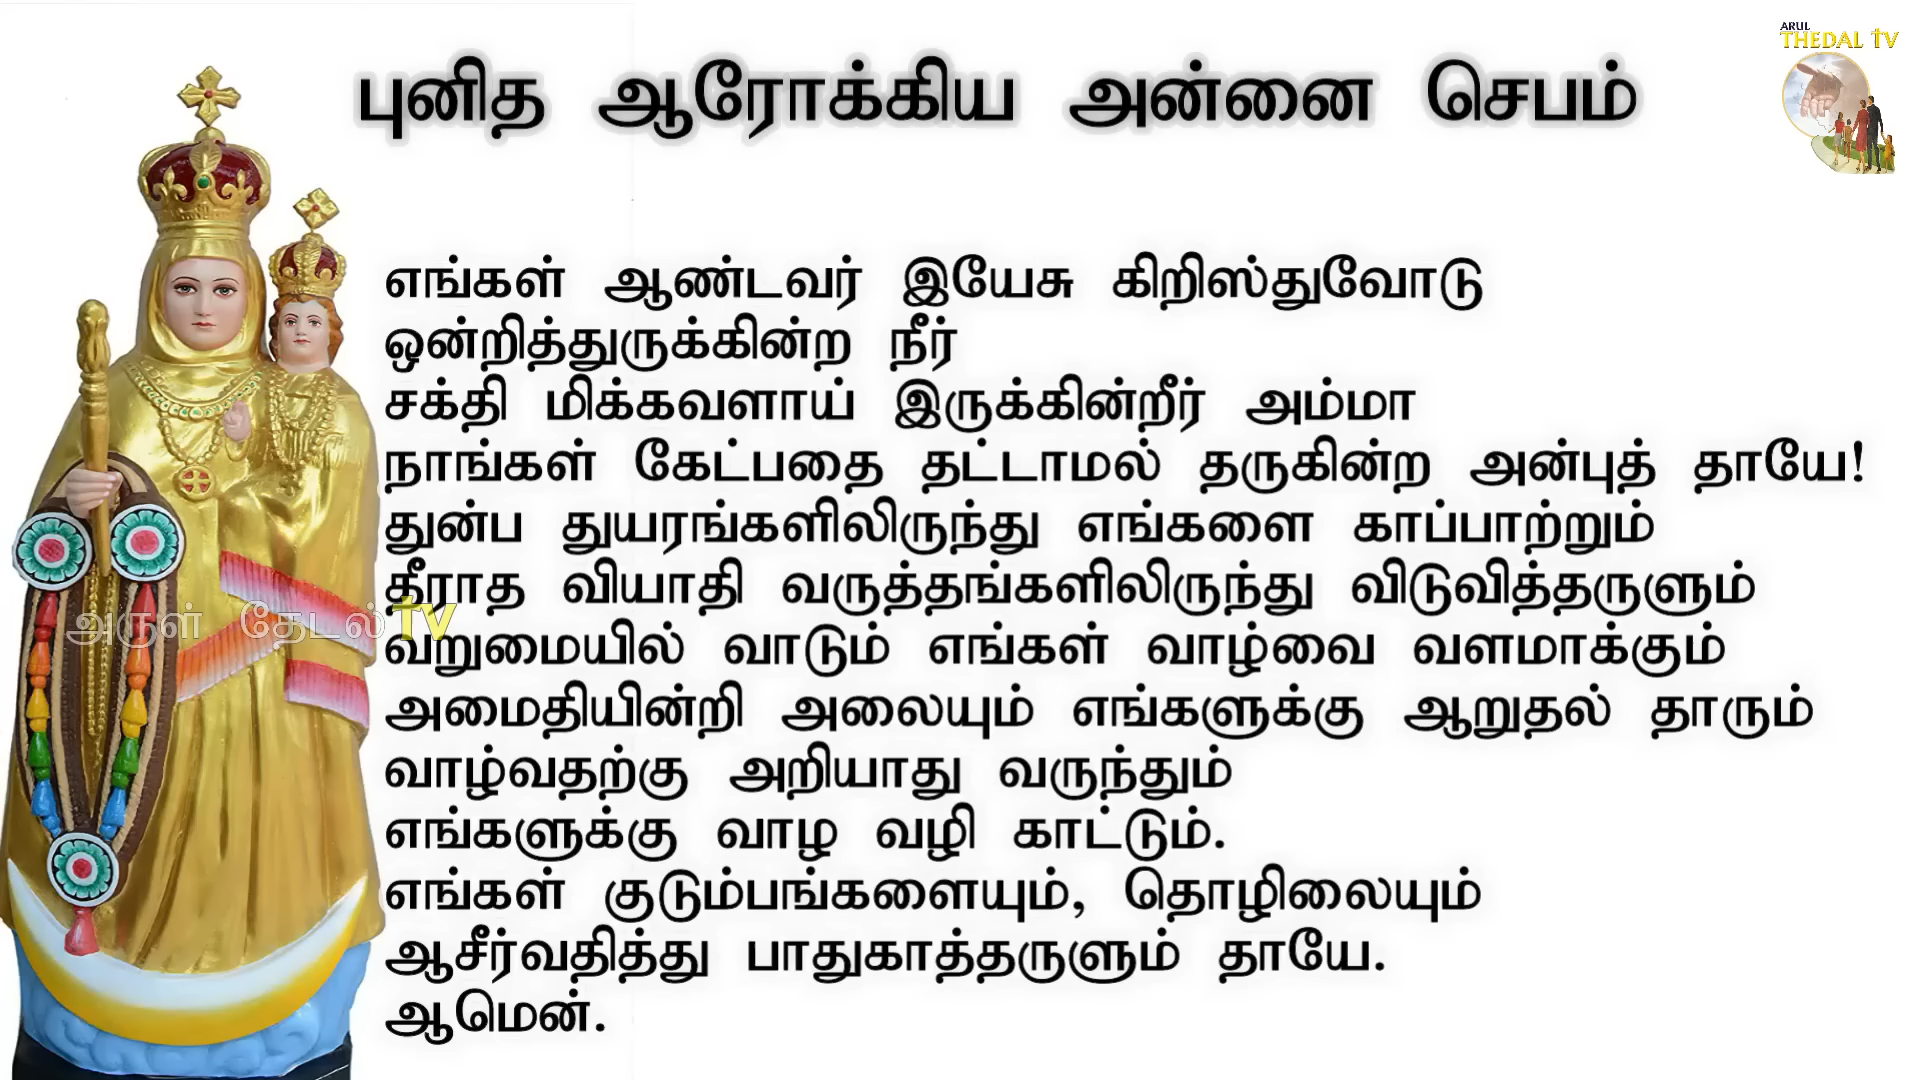 ARUL
THEDAL TV
புனித ஆரோக்கிய அன்னை செபம்
எங்கள் ஆண்டவர் இயேசு கிறிஸ்துவோடு
ஒன்றித்துருக்கின்ற நீர்
சக்தி மிக்கவளாய் இருக்கின்றீர் அம்மா
நாங்கள் கேட்பதை தட்டாமல் தருகின்ற அன்புத் தாயே!
துன்ப துயரங்களிலிருந்து எங்களை காப்பாற்றும்
தீராத வியாதி வருத்தங்களிலிருந்து விடுவித்தருளும்
அருள் தேடல் TV
வறுமையில் வாடும் எங்கள் வாழ்வை வளமாக்கும்
அமைதியின்றி அலையும் எங்களுக்கு ஆறுதல் தாரும்
வாழ்வதற்கு அறியாது வருந்தும்
எங்களுக்கு வாழ வழி காட்டும்.
எங்கள் குடும்பங்களையும், தொழிலையும்
ஆசீர்வதித்து பாதுகாத்தருளும் தாயே.
ஆமென்.